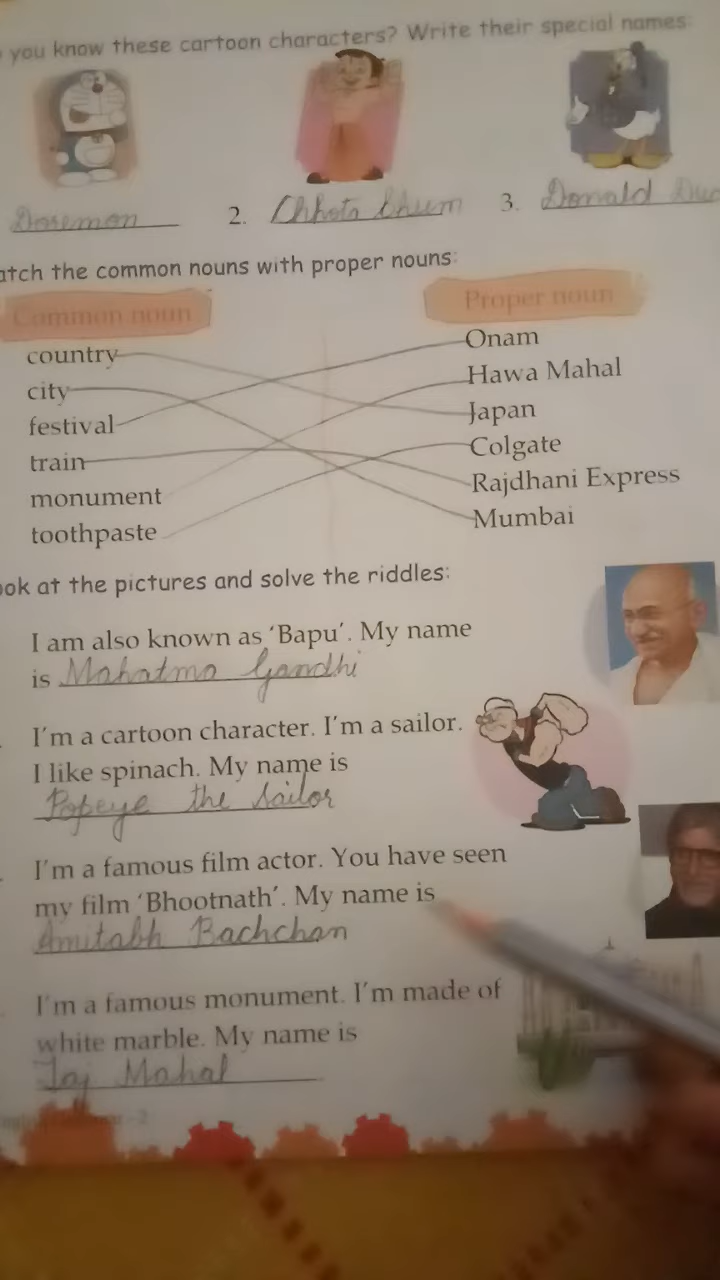 you know these cartoon characters? Write their special names:
Doremon 2. Chhota bhum 3. Donald Duc
atch the common nouns with proper nouns:
Common noun Proper noun
country Onam
city Hawa Mahal
festival Japan
train Colgate
monument Rajdhani Express
toothpaste Mumbai
ook at the pictures and solve the riddles:
I am also known as ‘Bapu’. My name
is Mahatma Gandhi
I’m a cartoon character. I’m a sailor.
I like spinach. My name is
Popeye the sailor
I’m a famous film actor. You have seen
my film ‘Bhootnath’. My name is
Amitabh Bachchan
I’m a famous monument. I’m made of
white marble. My name is
Taj Mahal